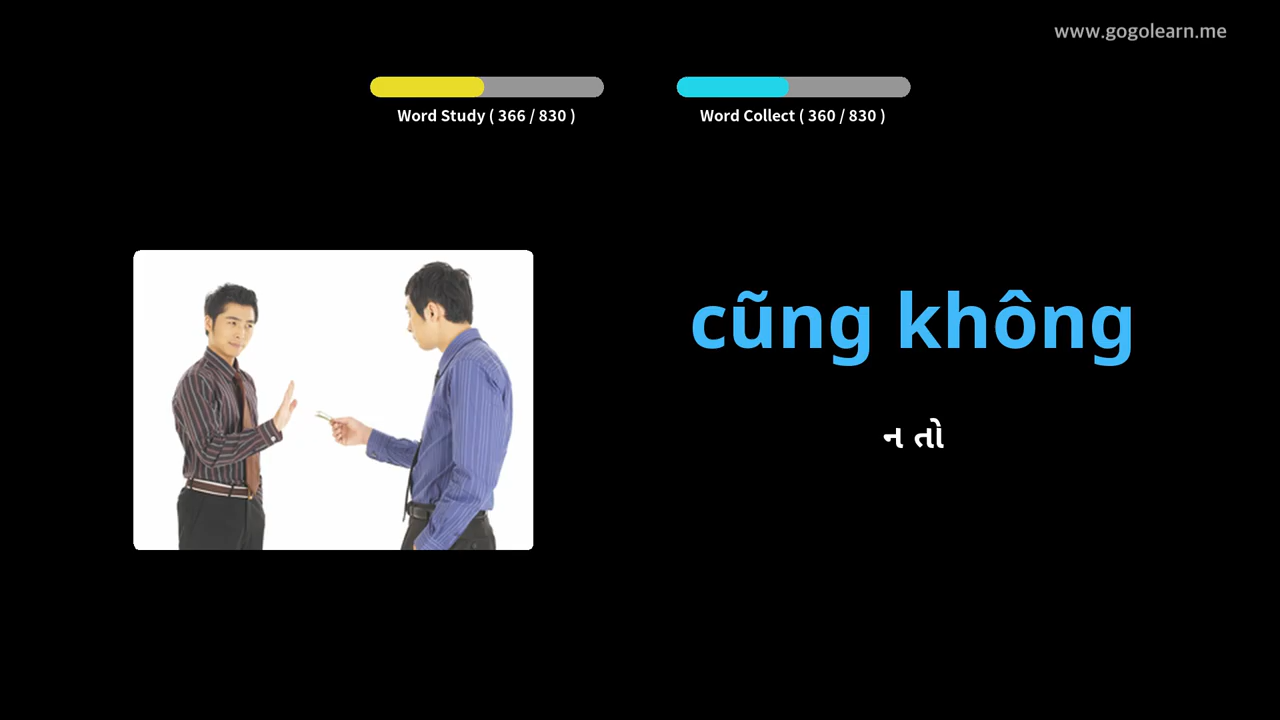 www.gogolearn.me
Word Study ( 366 / 830 )
Word Collect ( 360 / 830 )
cũng không
ન તો